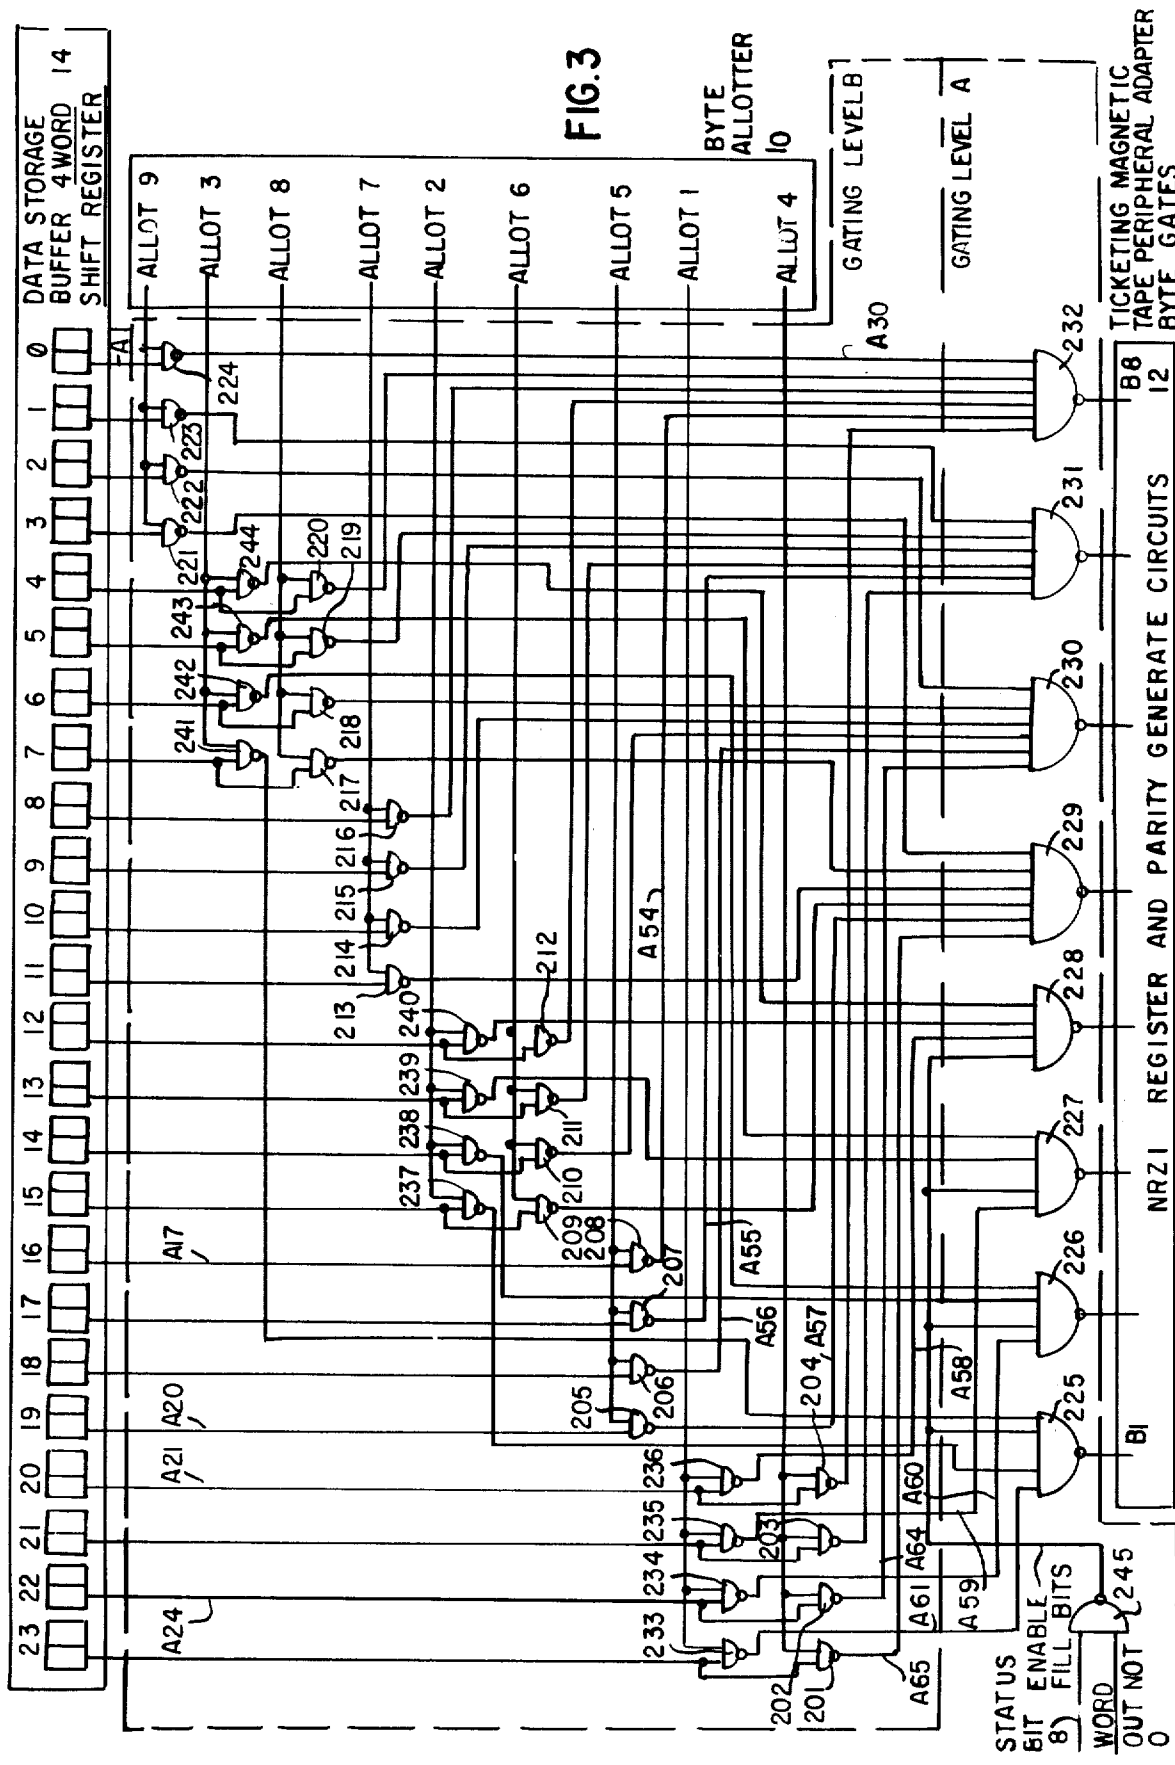 DATA STORAGE
BUFFER 4WORD 14
SHIFT REGISTER
23 22 21 20 19 18 17 16 15 14 13 12 11 10 9 8 7 6 5 4 3 2 1 0
FIG.3
BYTE
ALLOTTER
10
ALLOT 9
ALLOT 3
ALLOT 8
ALLOT 7
ALLOT 2
ALLOT 6
ALLOT 5
ALLOT 1
ALLOT 4
A24
A21
A20
A17
-A
224
223
222
221
244
243
242
241
220
219
218
217
216
215
214
213
240
239
238
237
212
211
210
209
208
207
206
205
236
235
234
233
204
203
202
201
A54
A55
A56
A57
A58
A59
A60
A61
A64
A65
A30
GATING LEVEL B
GATING LEVEL A
225
226
227
228
229
230
231
232
STATUS
BIT ENABLE
8) FILL BITS
WORD
OUT NOT
0
245
B1
B8
12
NRZI REGISTER AND PARITY GENERATE CIRCUITS
TICKETING MAGNETIC
TAPE PERIPHERAL ADAPTER
BYTE GATES